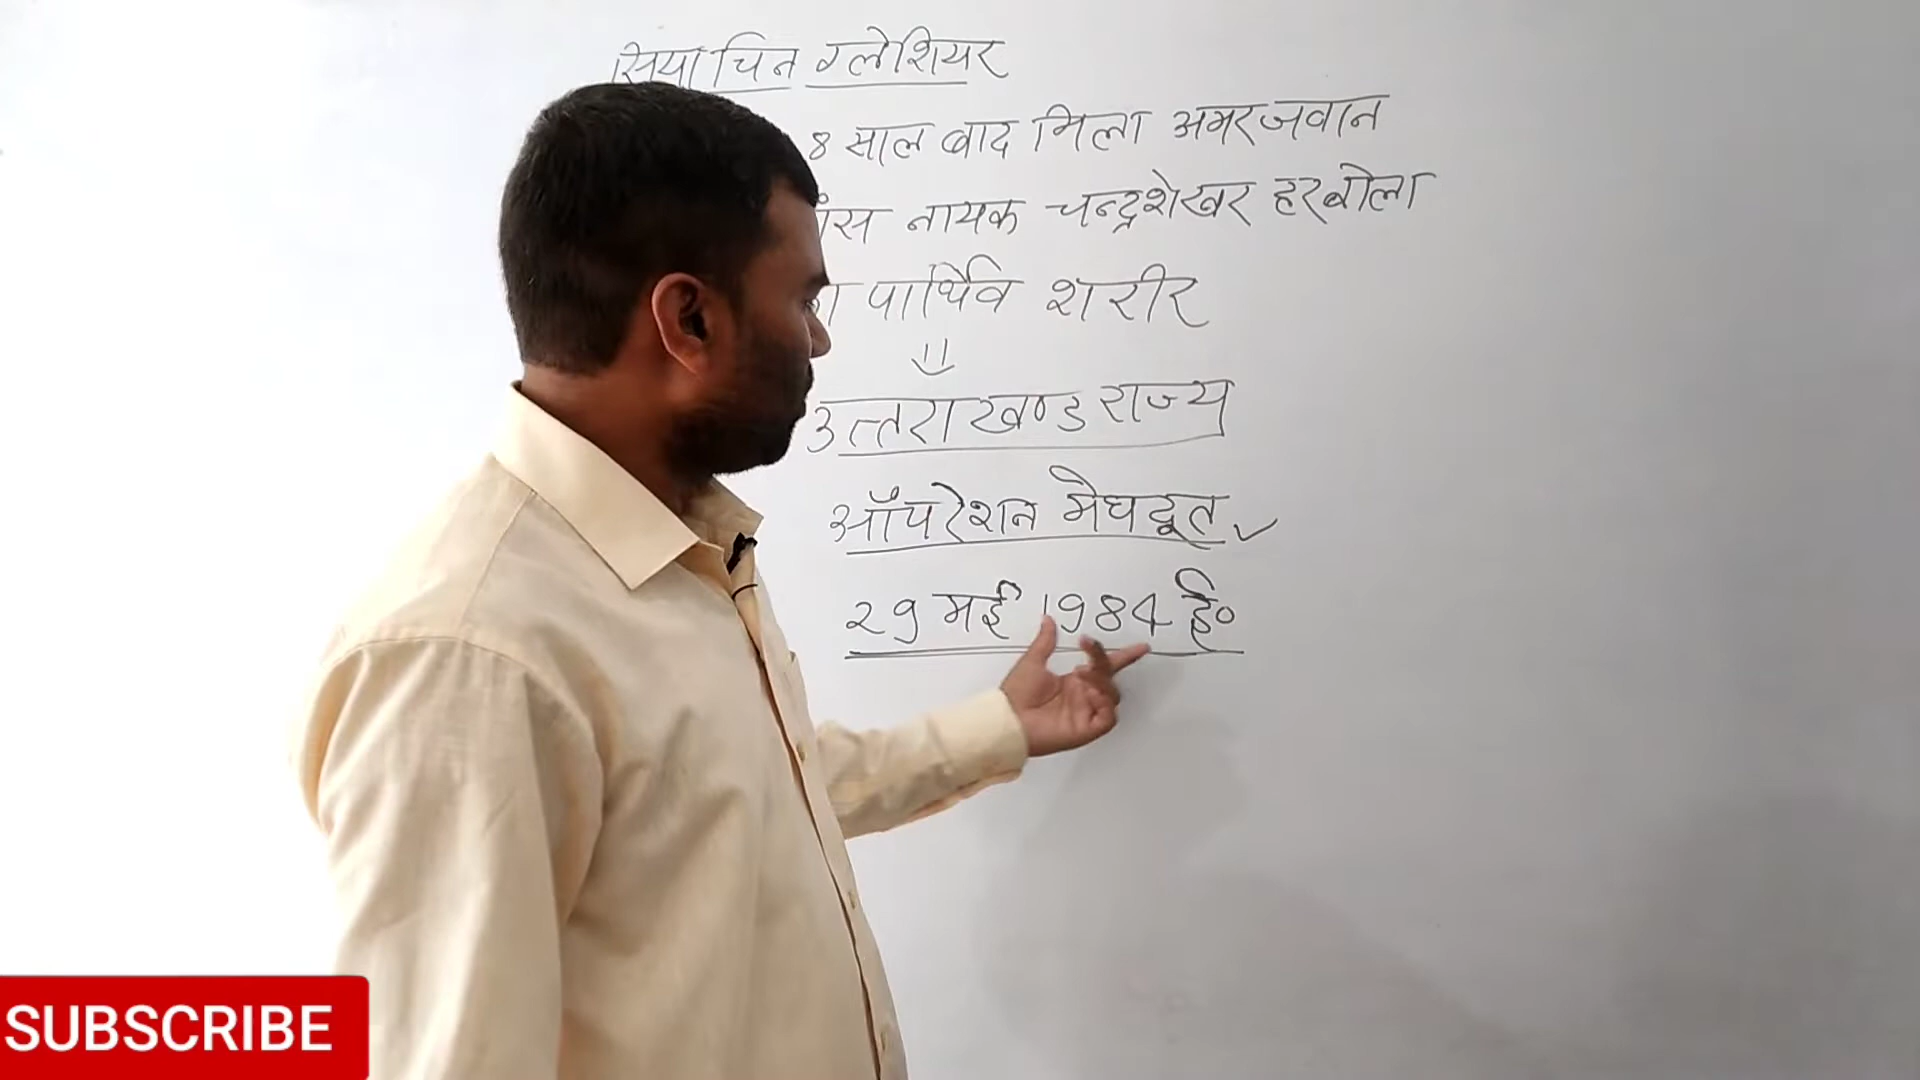 सियाचिन ग्लेशियर
8 साल बाद मिला अमरजवान
नायक चन्द्रशेखर हरबोला
पार्थिव शरीर
उत्तराखण्ड राज्य
ऑपरेशन मेघदूत
29 मई 1984 ई०
SUBSCRIBE